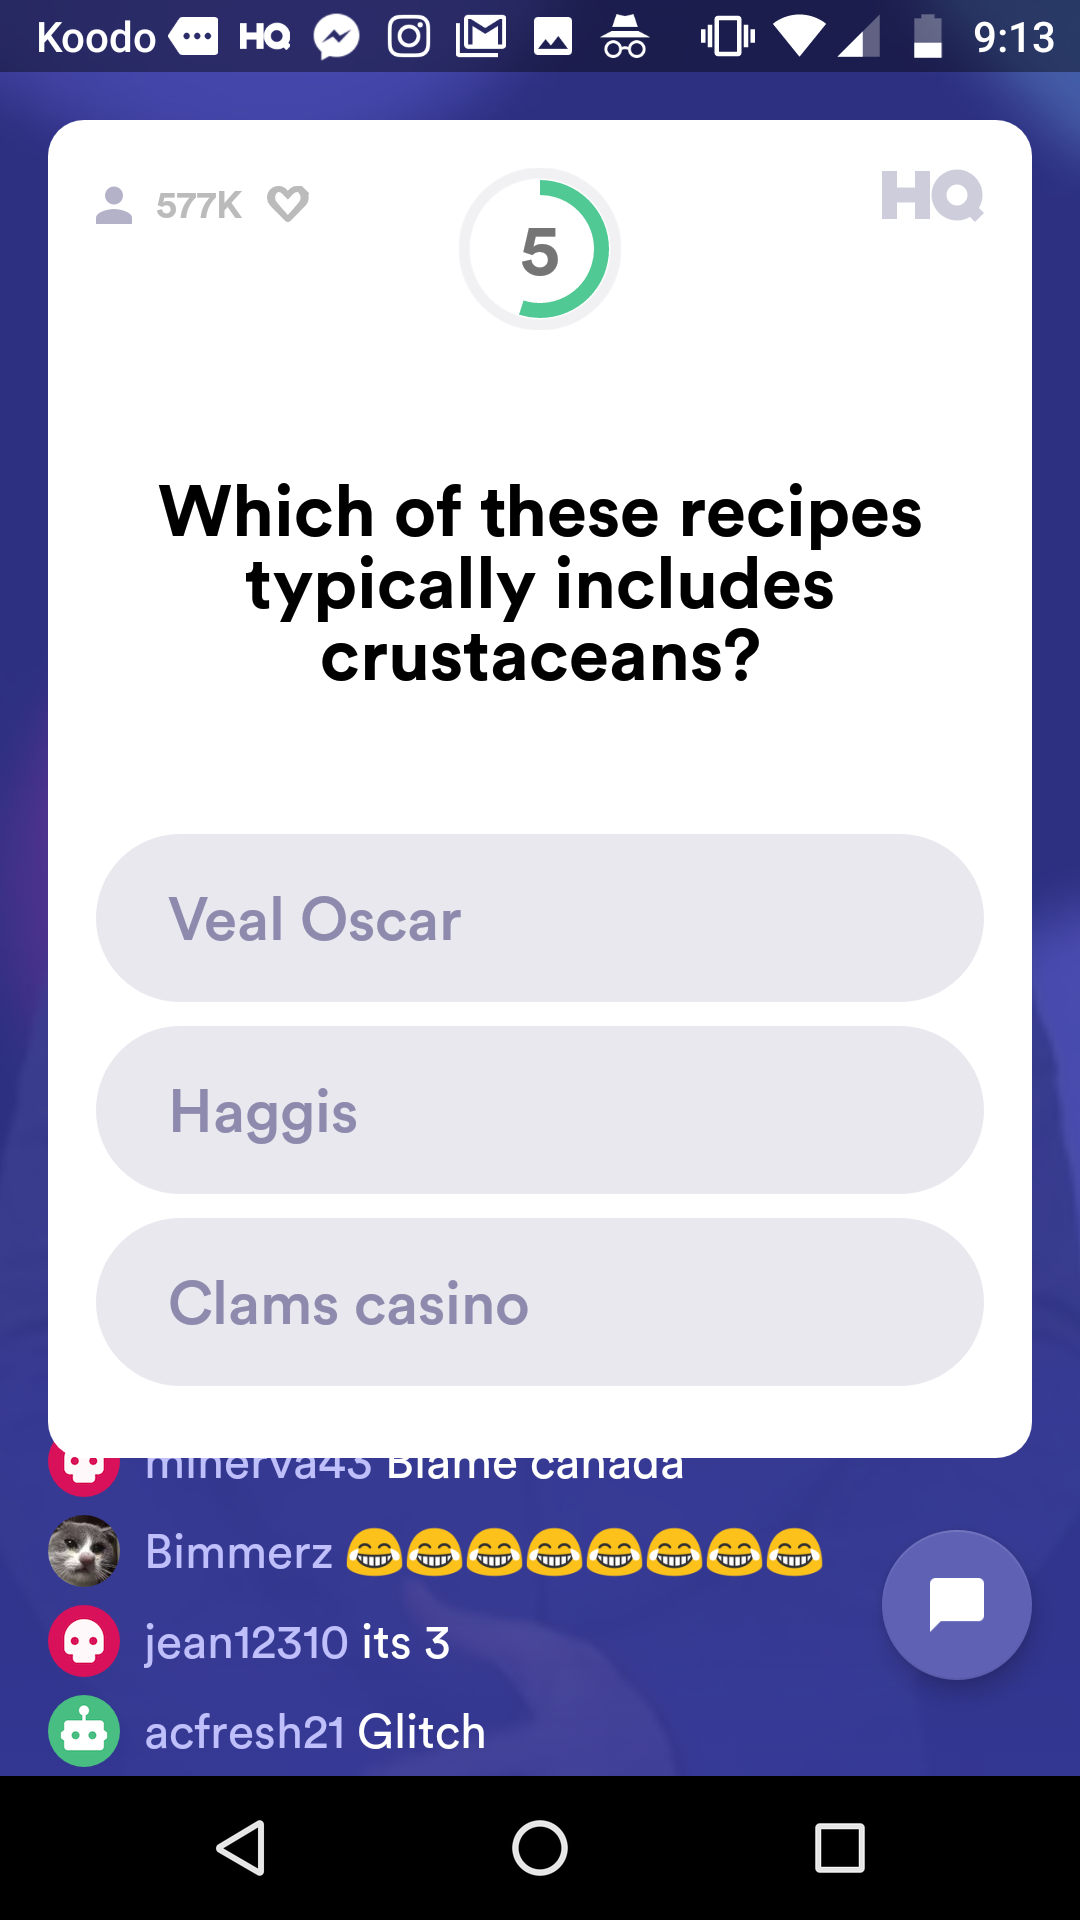 Koodo HQ 9:13
577K HQ
5
Which of these recipes
typically includes
crustaceans?
Veal Oscar
Haggis
Clams casino
minerva43 Blame canada
Bimmerz 😂😂😂😂😂😂😂😂
jean12310 its 3
acfresh21 Glitch